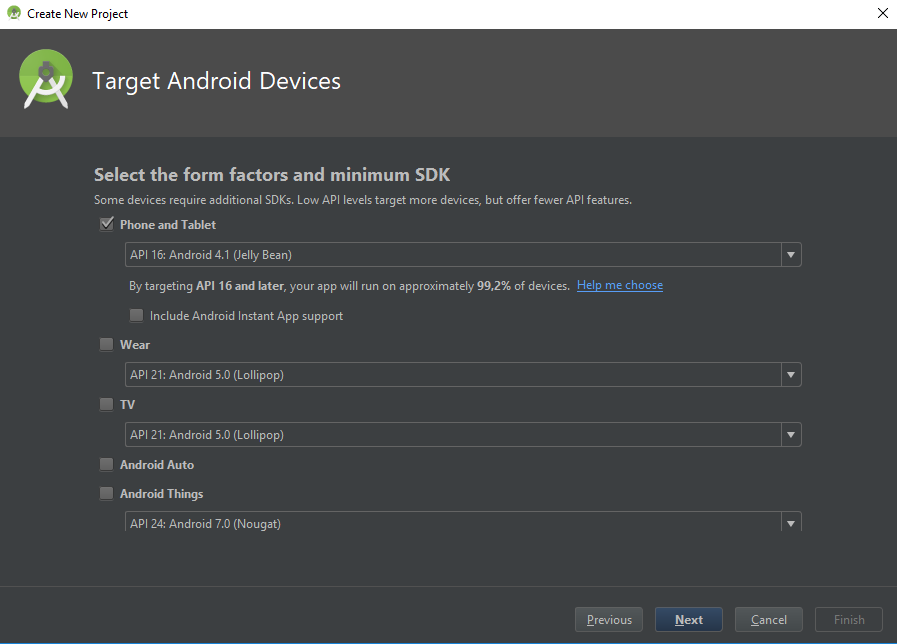 Create New Project
Target Android Devices
Select the form factors and minimum SDK
Some devices require additional SDKs. Low API levels target more devices, but offer fewer API features.
Phone and Tablet
API 16: Android 4.1 (Jelly Bean)
By targeting API 16 and later, your app will run on approximately 99,2% of devices. Help me choose
Include Android Instant App support
Wear
API 21: Android 5.0 (Lollipop)
TV
API 21: Android 5.0 (Lollipop)
Android Auto
Android Things
API 24: Android 7.0 (Nougat)
Previous Next Cancel Finish